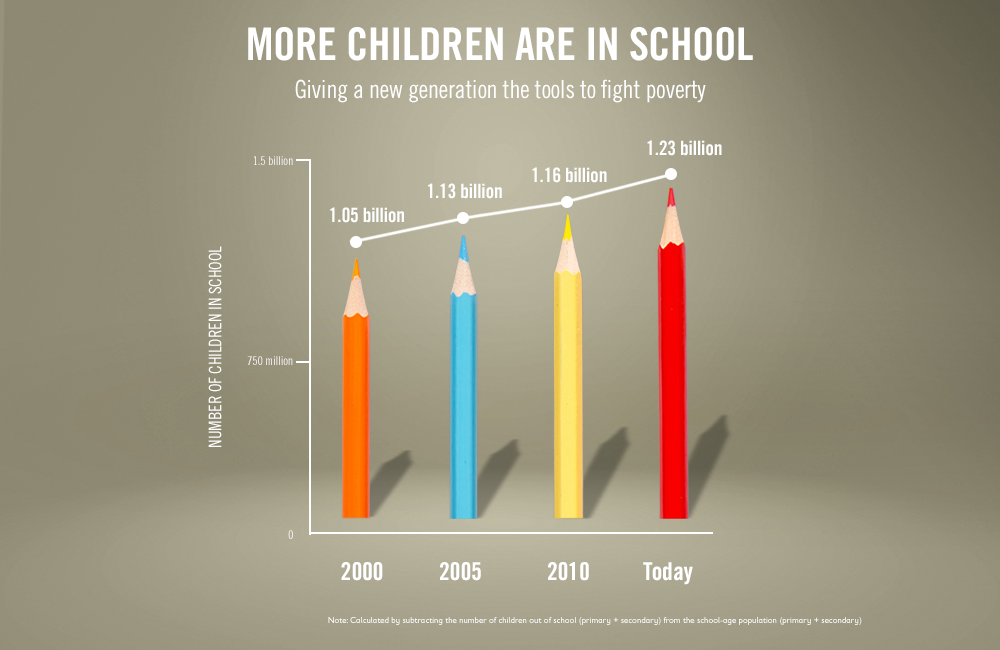 MORE CHILDREN ARE IN SCHOOL
Giving a new generation the tools to fight poverty
1.23 billion
1.5 billion
1.16 billion
1.13 billion
1.05 billion
NUMBER OF CHILDREN IN SCHOOL
750 million
0
2000
2005
2010
Today
Note: Calculated by subtracting the number of children out of school (primary + secondary) from the school-age population (primary + secondary)